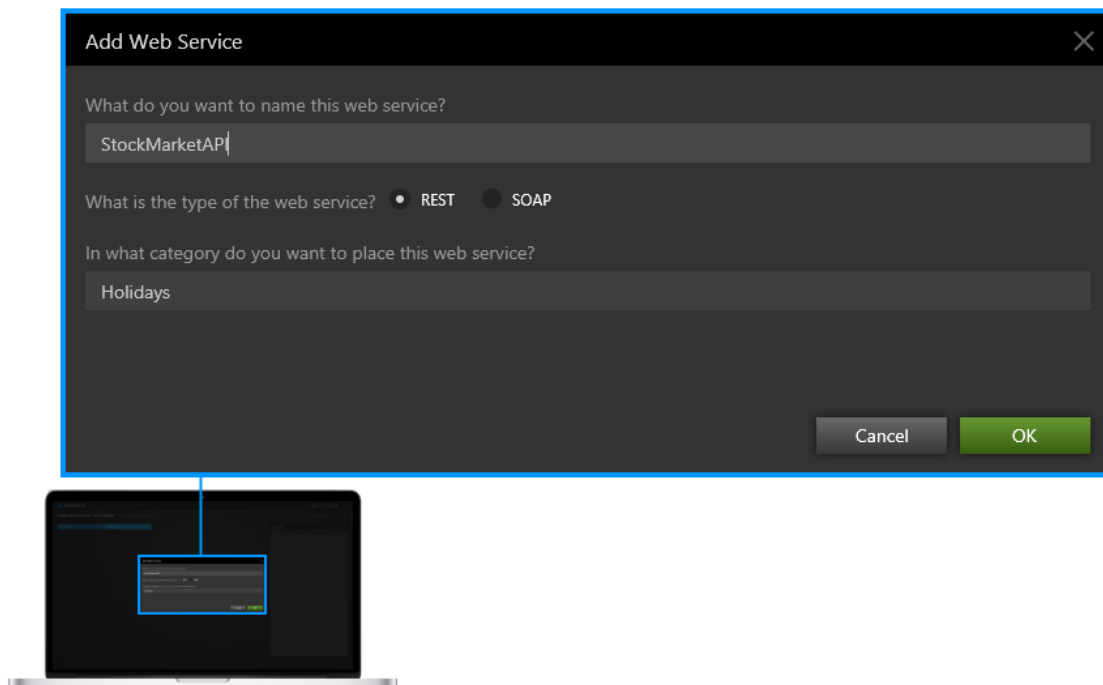 Add Web Service
What do you want to name this web service?
StockMarketAPI
What is the type of the web service? REST SOAP
In what category do you want to place this web service?
Holidays
Cancel OK